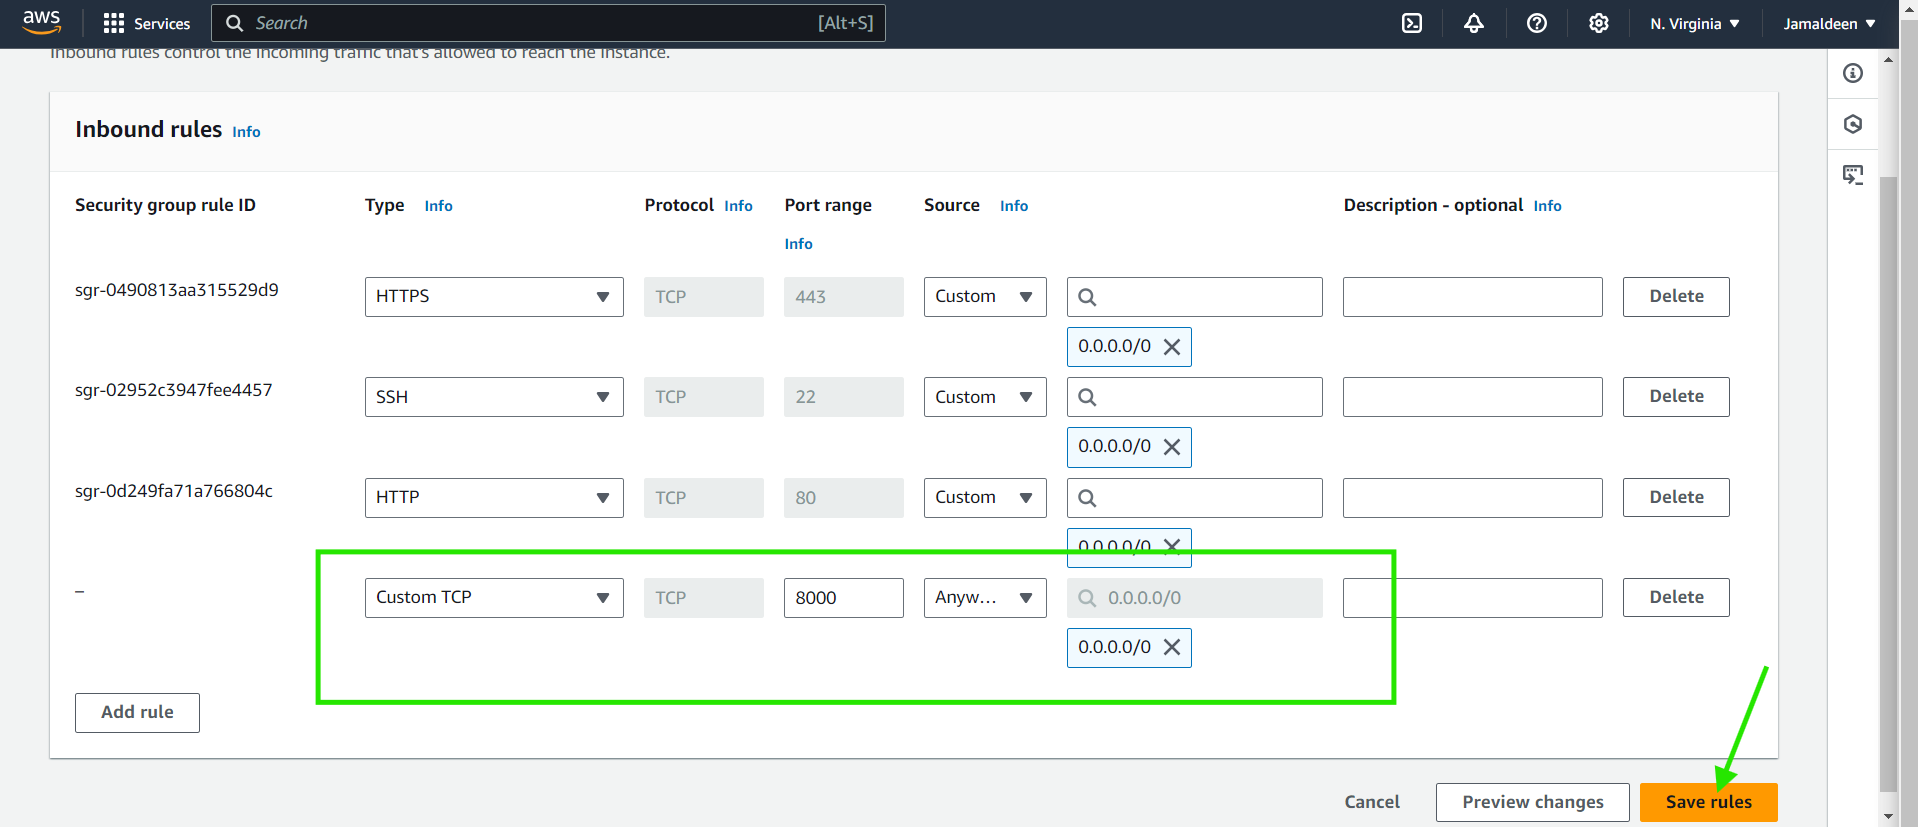 aws Services Search [Alt+S] N. Virginia Jamaldeen
Inbound rules control the incoming traffic that's allowed to reach the instance.
Inbound rules Info
Security group rule ID Type Info Protocol Info Port range Info Source Info Description - optional Info
sgr-0490813aa315529d9 HTTPS TCP 443 Custom Delete
0.0.0.0/0
sgr-02952c3947fee4457 SSH TCP 22 Custom Delete
0.0.0.0/0
sgr-0d249fa71a766804c HTTP TCP 80 Custom Delete
0.0.0.0/0
– Custom TCP TCP 8000 Anyw... 0.0.0.0/0 Delete
0.0.0.0/0
Add rule
Cancel Preview changes Save rules